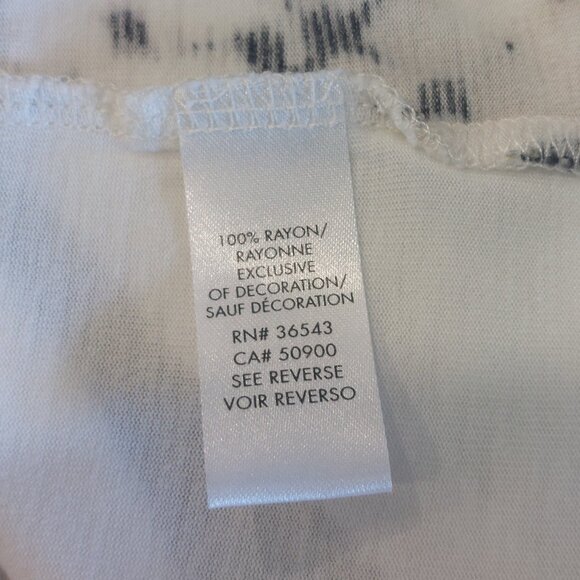 100% RAYON/
RAYONNE
EXCLUSIVE
OF DECORATION/
SAUF DÉCORATION
RN# 36543
CA# 50900
SEE REVERSE
VOIR REVERSO